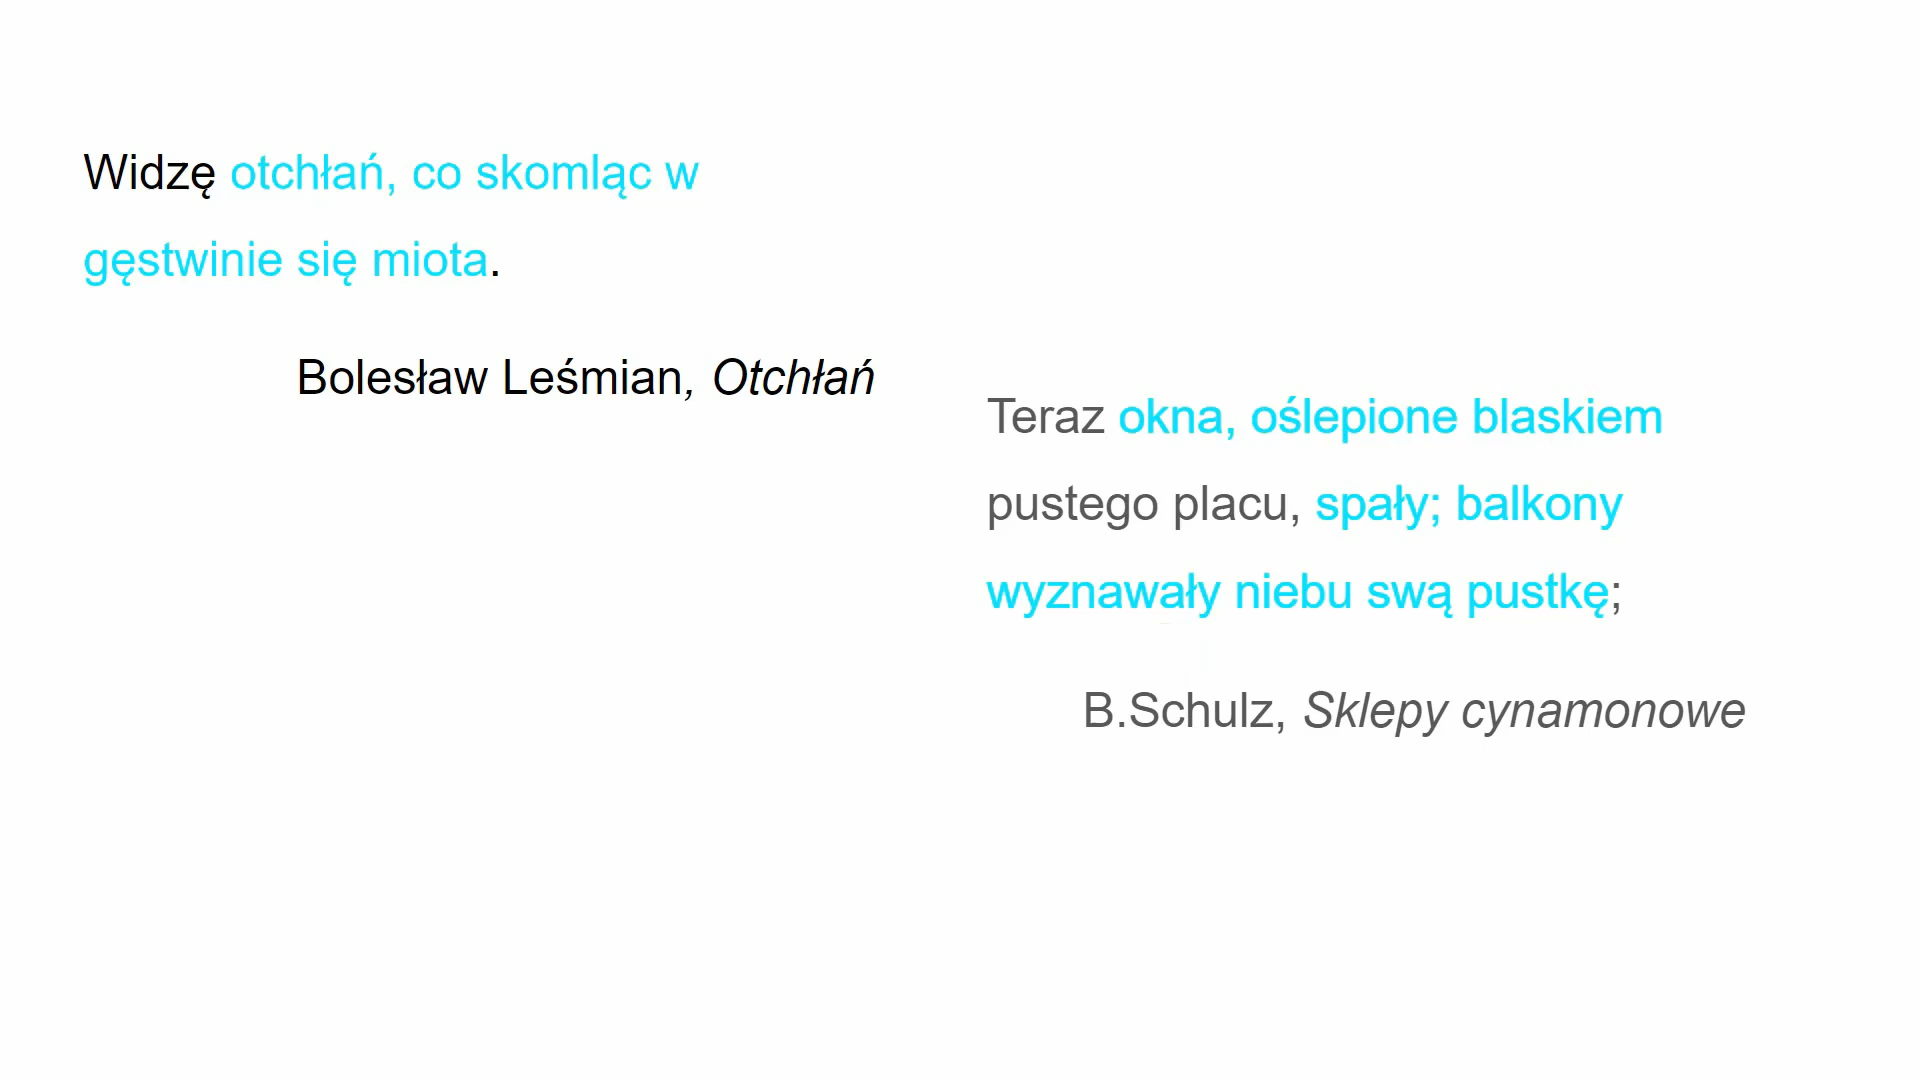 Widzę otchłań, co skomląc w
gęstwinie się miota.
Bolesław Leśmian, Otchłań
Teraz okna, oślepione blaskiem
pustego placu, spały; balkony
wyznawały niebu swą pustkę;
B.Schulz, Sklepy cynamonowe